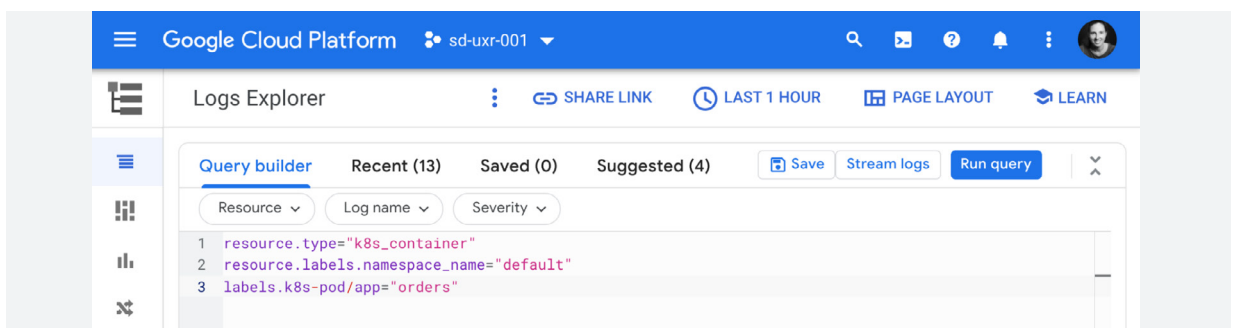 Google Cloud Platform sd-uxr-001
Logs Explorer SHARE LINK LAST 1 HOUR PAGE LAYOUT LEARN
Query builder Recent (13) Saved (0) Suggested (4) Save Stream logs Run query
Resource Log name Severity
1 resource.type="k8s_container"
2 resource.labels.namespace_name="default"
3 labels.k8s-pod/app="orders"